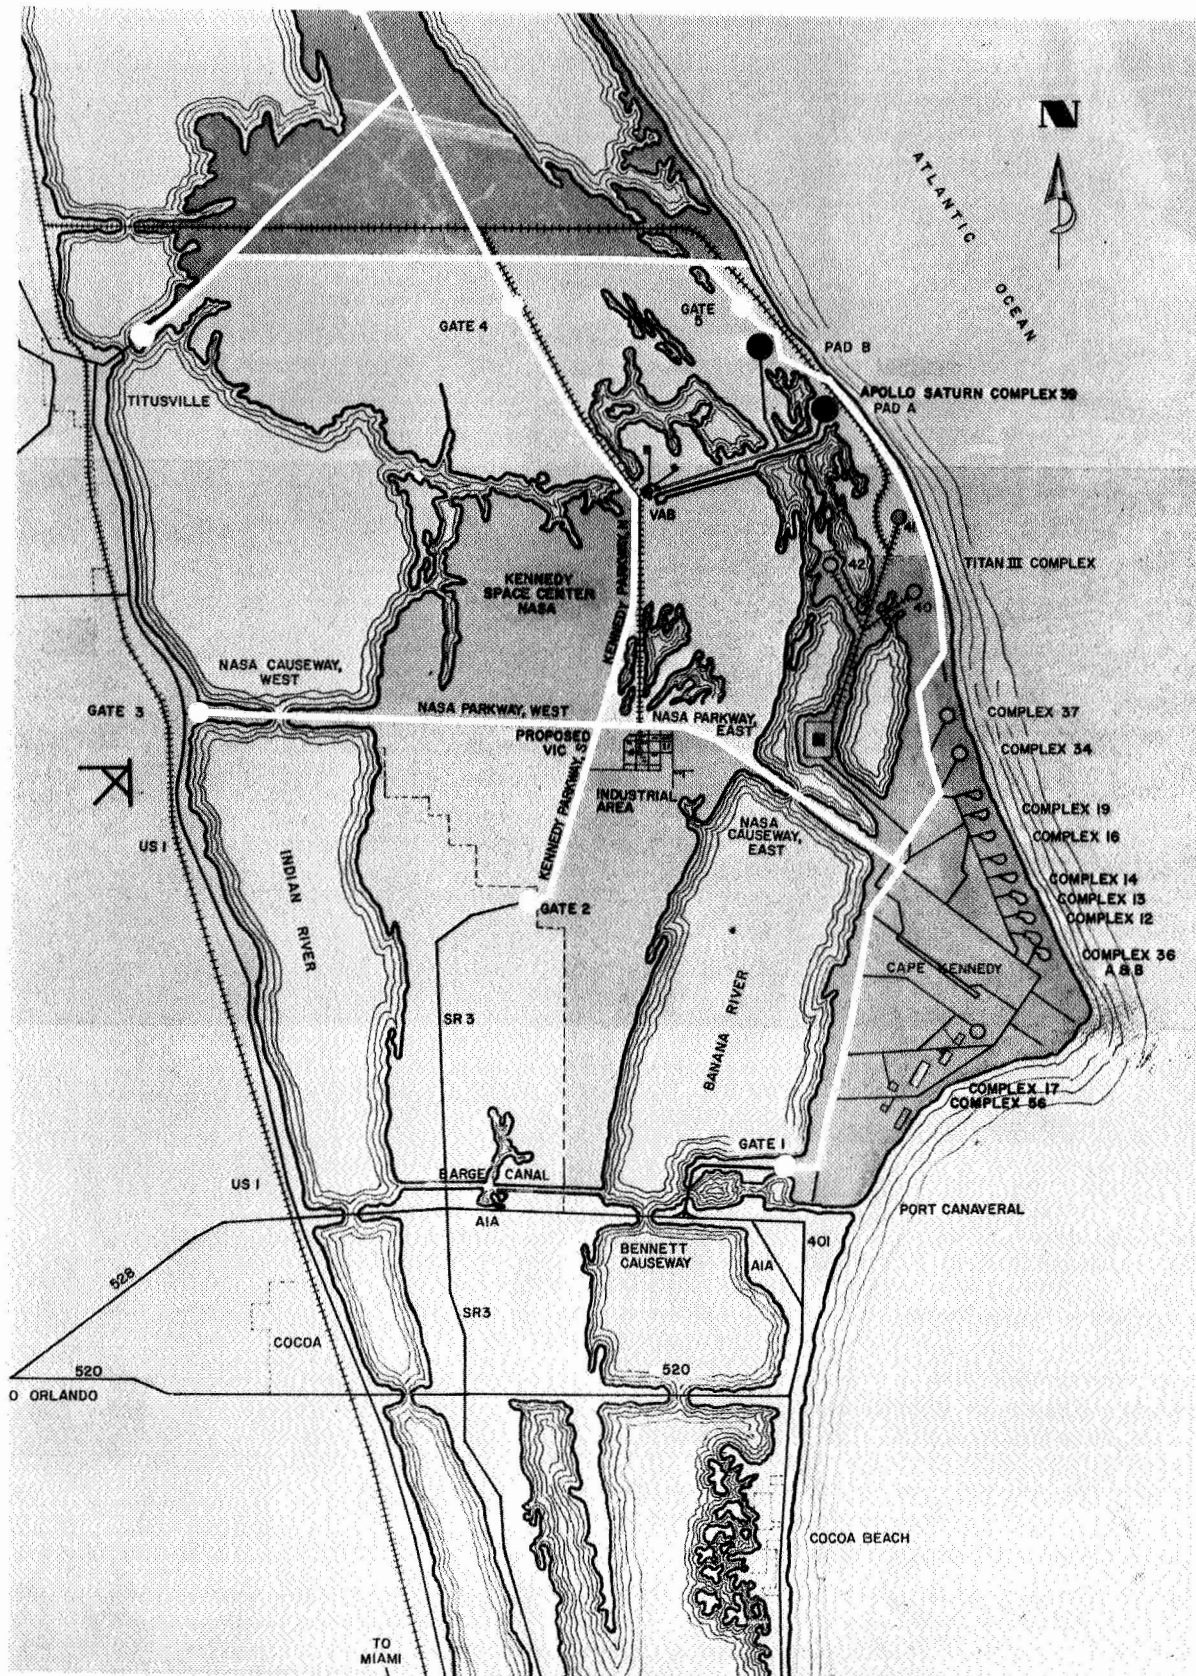 N
ATLANTIC
OCEAN
GATE 4
GATE
5
PAD B
TITUSVILLE
APOLLO SATURN COMPLEX 39
PAD A
VAB
41
TITAN III COMPLEX
42
40
KENNEDY
SPACE CENTER
NASA
KENNEDY PARKWAY, N
NASA CAUSEWAY,
WEST
GATE 3
NASA PARKWAY, WEST
NASA PARKWAY,
EAST
COMPLEX 37
PROPOSED
VIC
COMPLEX 34
INDUSTRIAL
AREA
KENNEDY PARKWAY, S
NASA
CAUSEWAY,
EAST
COMPLEX 19
COMPLEX 16
US 1
INDIAN
RIVER
COMPLEX 14
COMPLEX 13
COMPLEX 12
GATE 2
COMPLEX 36
A & B
CAPE KENNEDY
SR 3
BANANA RIVER
COMPLEX 17
COMPLEX 56
GATE 1
BARGE CANAL
US 1
PORT CANAVERAL
A1A
401
BENNETT
CAUSEWAY
A1A
528
SR 3
COCOA
520
520
O ORLANDO
COCOA BEACH
TO
MIAMI